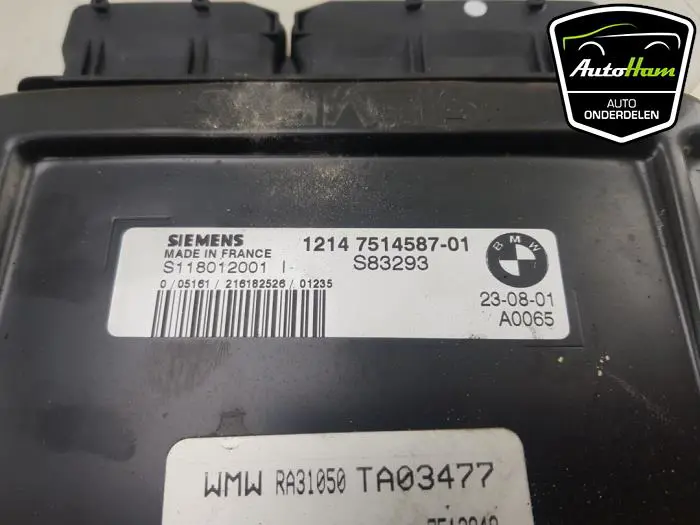 AutoHam
AUTO
ONDERDELEN
SIEMENS
MADE IN FRANCE
1214 7514587-01
S118012001 I
S83293
BMW
0 / 05161 / 216182526 / 01235
23-08-01
A0065
WMW RA31050 TA03477